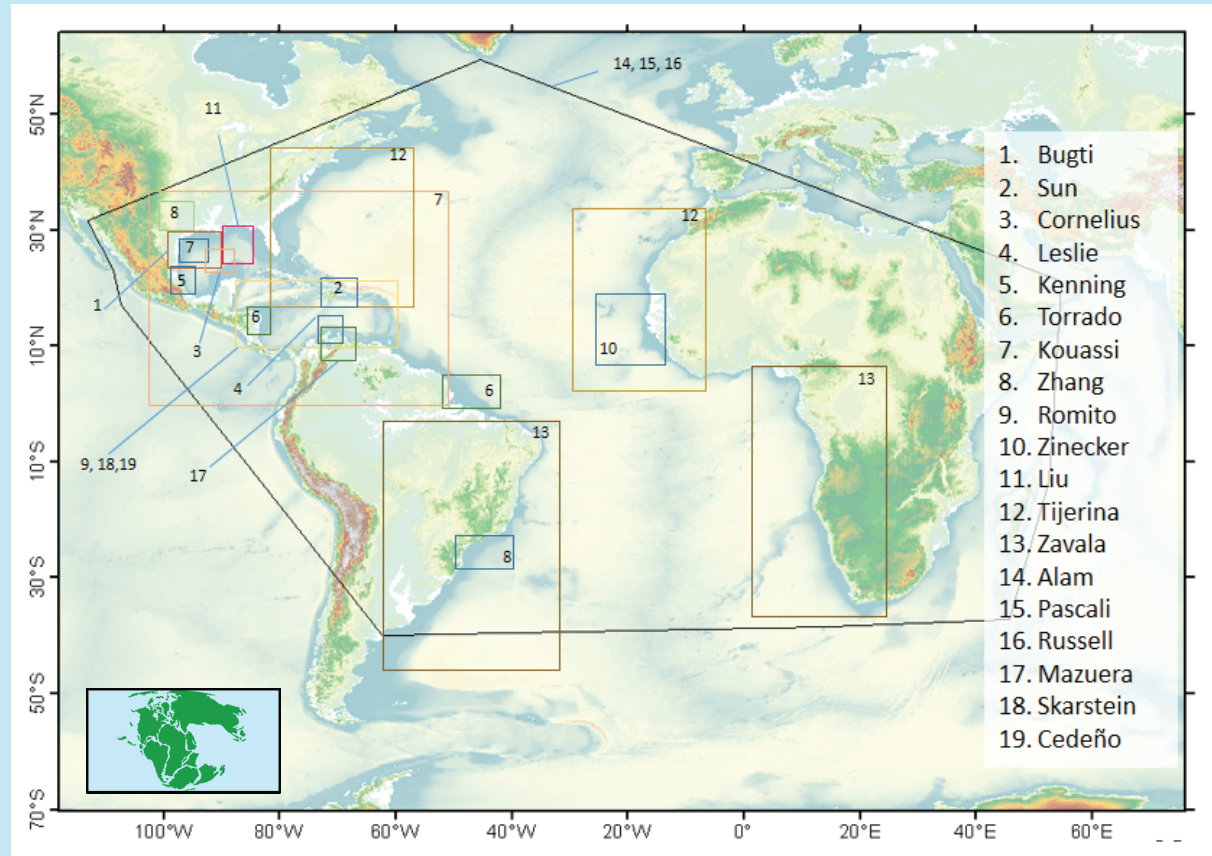 14, 15, 16
50°N
11
12
7
8
12
30°N
7
5
2
1
6
10°N
3
10
4
6
13
13
9, 18,19
17
10°S
8
30°S
50°S
70°S
100°W
80°W
60°W
40°W
20°W
0°
20°E
40°E
60°E
1. Bugti
2. Sun
3. Cornelius
4. Leslie
5. Kenning
6. Torrado
7. Kouassi
8. Zhang
9. Romito
10. Zinecker
11. Liu
12. Tijerina
13. Zavala
14. Alam
15. Pascali
16. Russell
17. Mazuera
18. Skarstein
19. Cedeño